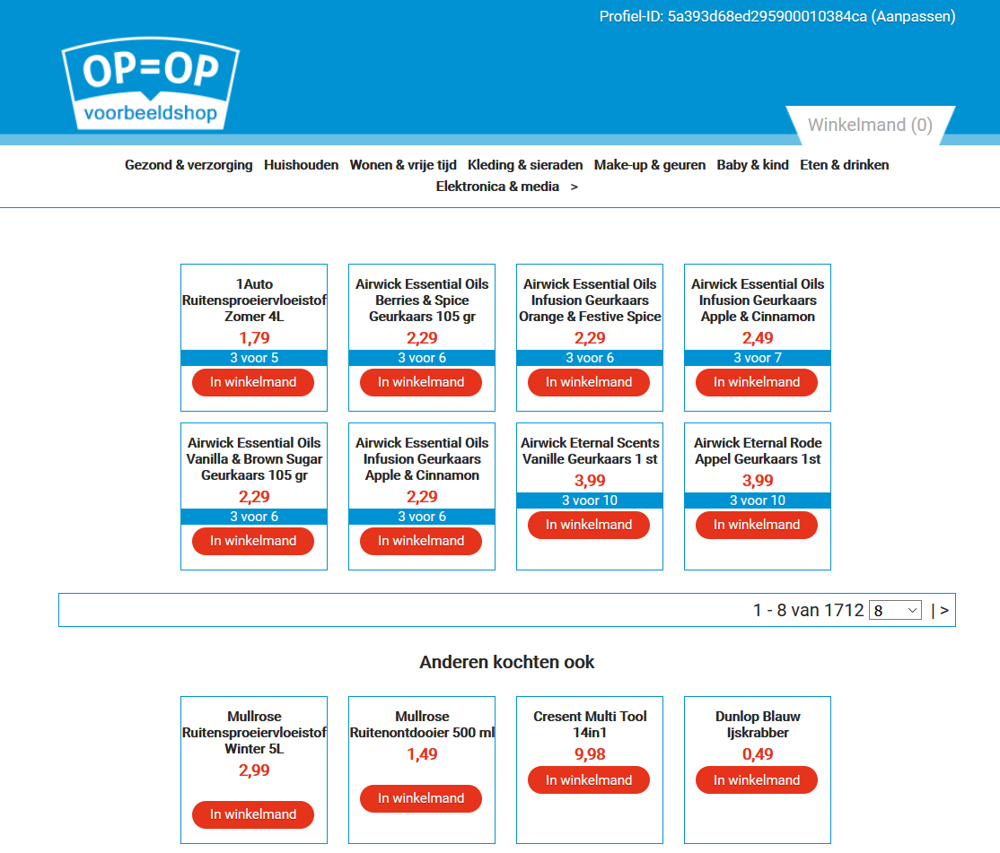 Profiel-ID: 5a393d68ed295900010384ca (Aanpassen)
OP=OP
voorbeeldshop
Winkelmand (0)
Gezond & verzorging Huishouden Wonen & vrije tijd Kleding & sieraden Make-up & geuren Baby & kind Eten & drinken
Elektronica & media >
1Auto
Ruitensproeiervloeistof
Zomer 4L
1,79
3 voor 5
In winkelmand
Airwick Essential Oils
Berries & Spice
Geurkaars 105 gr
2,29
3 voor 6
In winkelmand
Airwick Essential Oils
Infusion Geurkaars
Orange & Festive Spice
2,29
3 voor 6
In winkelmand
Airwick Essential Oils
Infusion Geurkaars
Apple & Cinnamon
2,49
3 voor 7
In winkelmand
Airwick Essential Oils
Vanilla & Brown Sugar
Geurkaars 105 gr
2,29
3 voor 6
In winkelmand
Airwick Essential Oils
Infusion Geurkaars
Apple & Cinnamon
2,29
3 voor 6
In winkelmand
Airwick Eternal Scents
Vanille Geurkaars 1 st
3,99
3 voor 10
In winkelmand
Airwick Eternal Rode
Appel Geurkaars 1st
3,99
3 voor 10
In winkelmand
1 - 8 van 1712 8 | >
Anderen kochten ook
Mullrose
Ruitensproeiervloeistof
Winter 5L
2,99
In winkelmand
Mullrose
Ruitenontdooier 500 ml
1,49
In winkelmand
Cresent Multi Tool
14in1
9,98
In winkelmand
Dunlop Blauw
Ijskrabber
0,49
In winkelmand